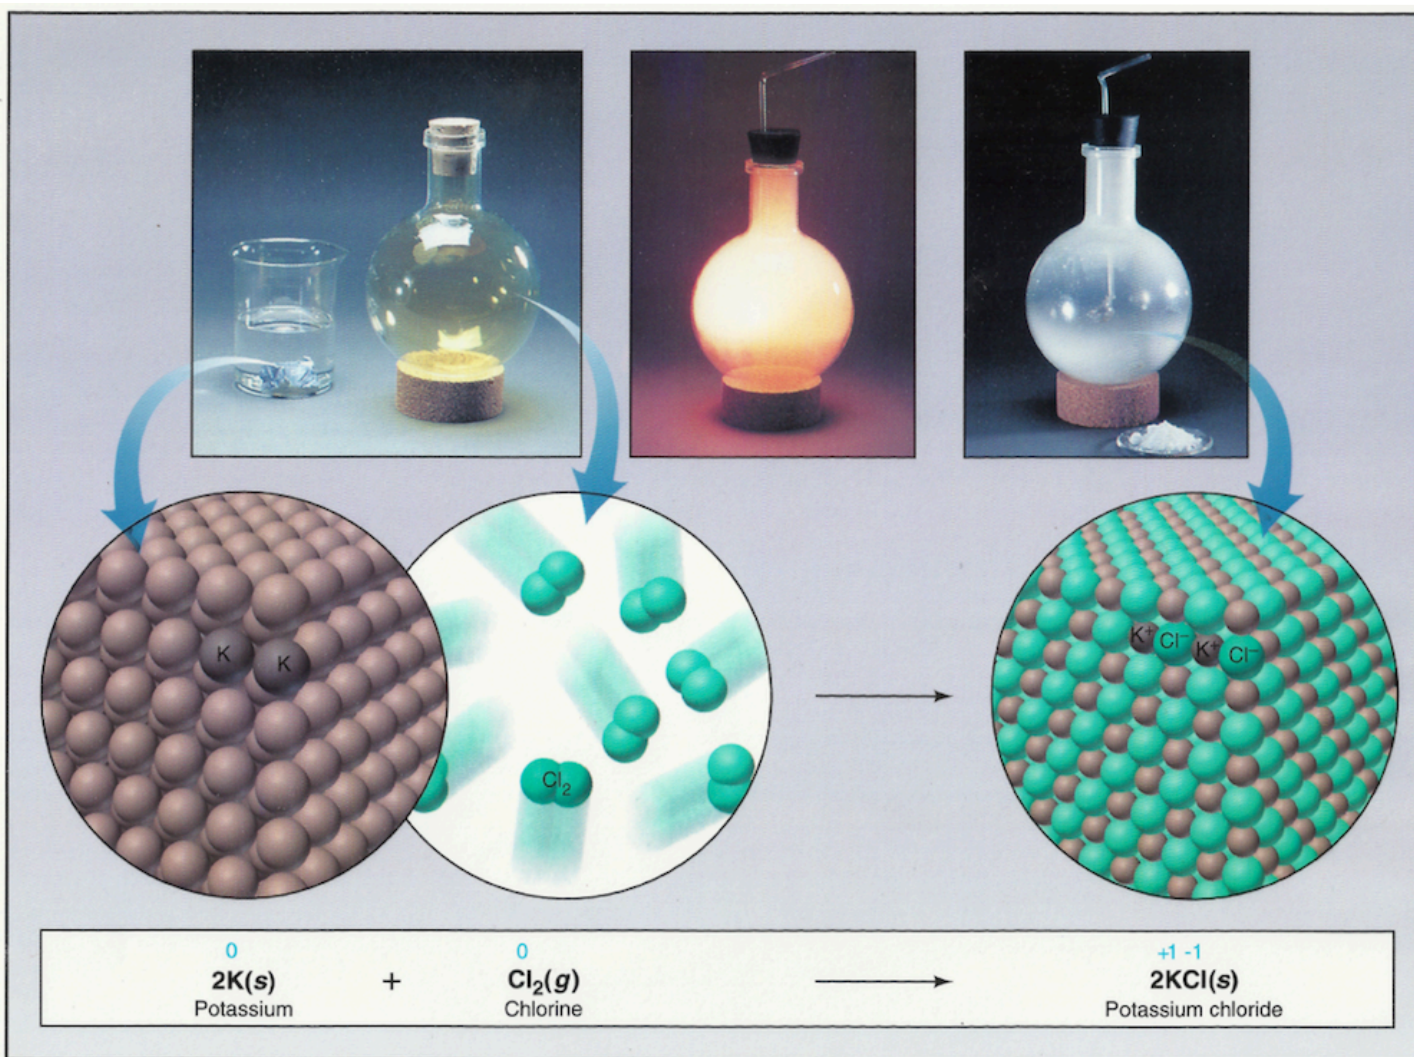 K
K
Cl₂
K⁺ Cl⁻ K⁺ Cl⁻
0 0 +1 -1
2K(s) + Cl₂(g) 2KCl(s)
Potassium Chlorine Potassium chloride